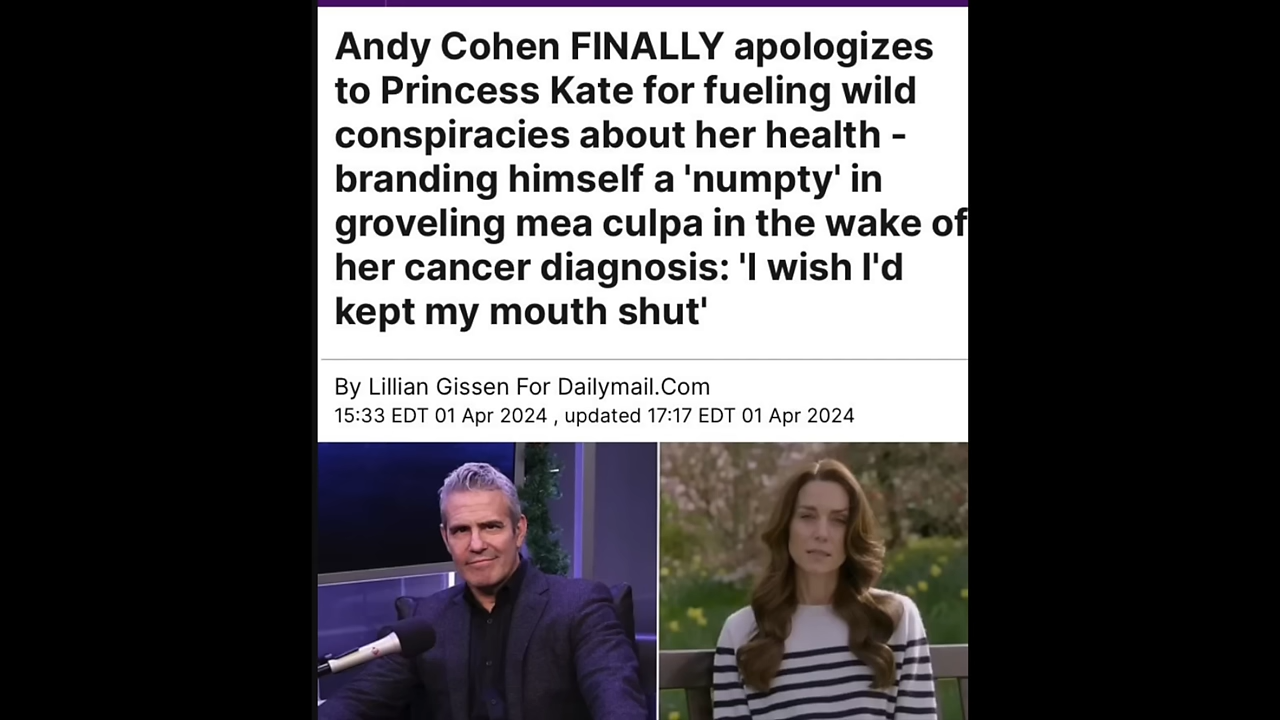 Andy Cohen FINALLY apologizes
to Princess Kate for fueling wild
conspiracies about her health -
branding himself a 'numpty' in
groveling mea culpa in the wake of
her cancer diagnosis: 'I wish I'd
kept my mouth shut'
By Lillian Gissen For Dailymail.Com
15:33 EDT 01 Apr 2024 , updated 17:17 EDT 01 Apr 2024